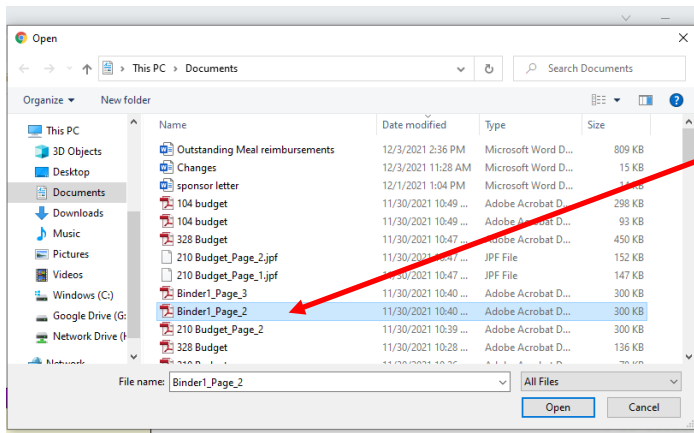 Open
This PC > Documents
Search Documents
Organize
New folder
Name Date modified Type Size
This PC
3D Objects
Desktop
Documents
Downloads
Music
Pictures
Videos
Windows (C:)
Google Drive (G:
Network Drive (H
Network
Outstanding Meal reimbursements 12/3/2021 2:36 PM Microsoft Word D... 809 KB
Changes 12/3/2021 11:28 AM Microsoft Word D... 15 KB
sponsor letter 12/1/2021 1:04 PM Microsoft Word D... KB
104 budget 11/30/2021 10:49 ... Adobe Acrobat D... 298 KB
104 budget 11/30/2021 10:49 ... Adobe Acrobat D... 93 KB
328 Budget 11/30/2021 10:47 ... Adobe Acrobat D... 450 KB
210 Budget_Page_2.jpf 11/30/2021 10:47 ... JPF File 152 KB
210 Budget_Page_1.jpf 11/30/2021 10:47 ... JPF File 147 KB
Binder1_Page_3 11/30/2021 10:40 ... Adobe Acrobat D... 300 KB
Binder1_Page_2 11/30/2021 10:40 ... Adobe Acrobat D... 300 KB
210 Budget_Page_2 11/30/2021 10:39 ... Adobe Acrobat D... 300 KB
328 Budget 11/30/2021 10:28 ... Adobe Acrobat D... 136 KB
File name: Binder1_Page_2
All Files
Open
Cancel